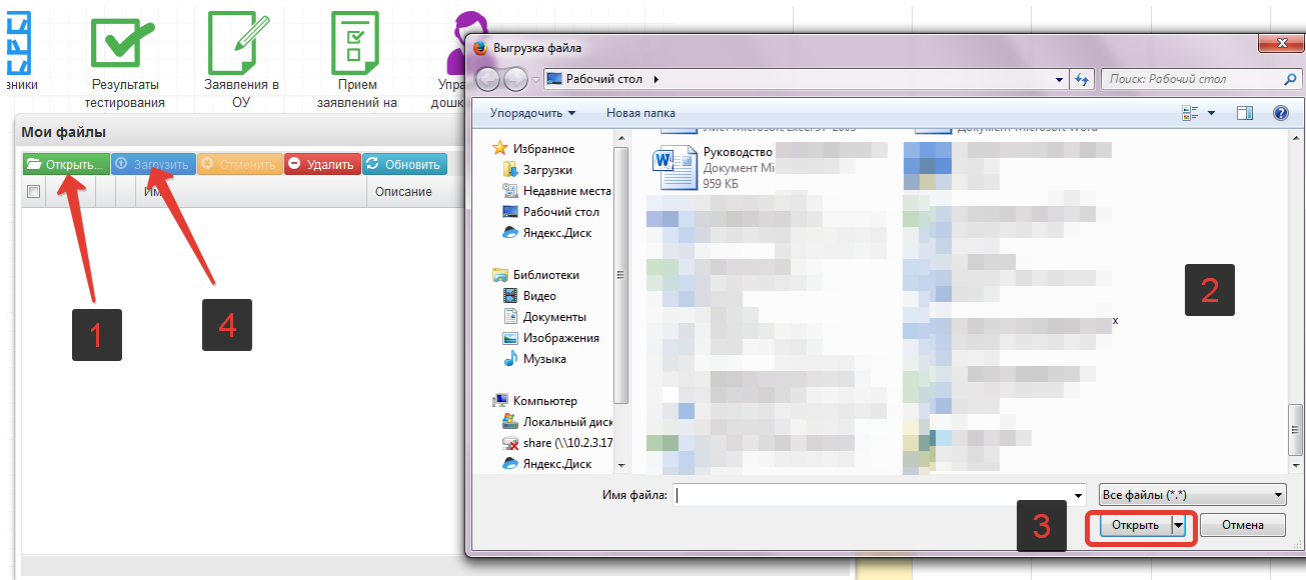 зники
Результаты
тестирования
Заявления в
ОУ
Прием
заявлений на
Упра
дошк
Мои файлы
Открыть... Загрузить Отменить Удалить Обновить
Описание
1
4
Выгрузка файла
Рабочий стол
Поиск: Рабочий стол
Упорядочить Новая папка
Избранное
Загрузки
Недавние места
Рабочий стол
Яндекс.Диск
Библиотеки
Видео
Документы
Изображения
Музыка
Компьютер
Локальный диск
share (\\10.2.3.17
Яндекс.Диск
Руководство
Документ Mi
959 КБ
х
2
Имя файла:
Все файлы (*.*)
3
Открыть Отмена